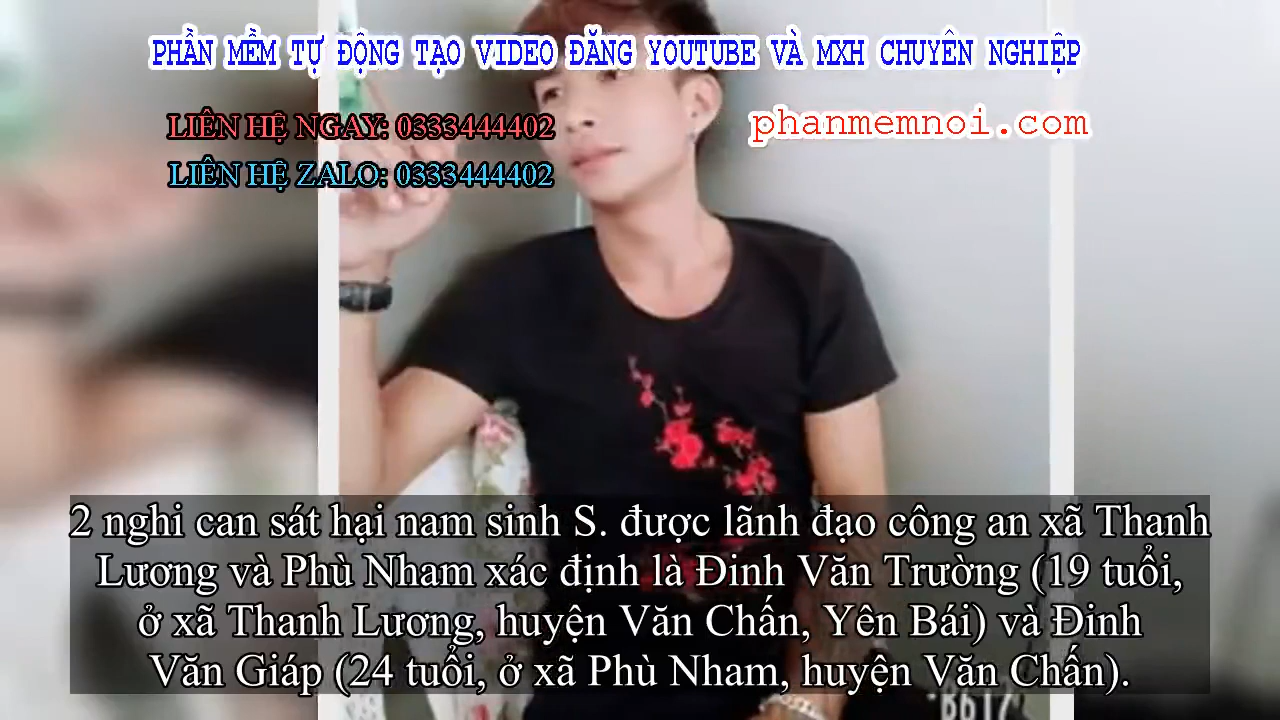 PHẦN MỀM TỰ ĐỘNG TẠO VIDEO ĐĂNG YOUTUBE VÀ MXH CHUYÊN NGHIỆP
LIÊN HỆ NGAY: 0333444402
phanmemnoi.com
LIÊN HỆ ZALO: 0333444402
2 nghi can sát hại nam sinh S. được lãnh đạo công an xã Thanh
Lương và Phù Nham xác định là Đinh Văn Trường (19 tuổi,
ở xã Thanh Lương, huyện Văn Chấn, Yên Bái) và Đinh
Văn Giáp (24 tuổi, ở xã Phù Nham, huyện Văn Chấn).